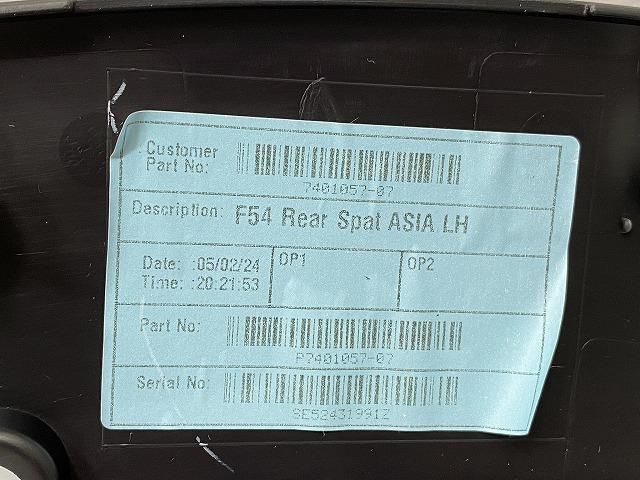 Customer
Part No:
7401057-07
Description: F54 Rear Spat ASIA LH
Date: :05/02/24
Time: :20:21:53
OP1
OP2
Part No:
P7401057-07
Serial No:
SE52431991Z